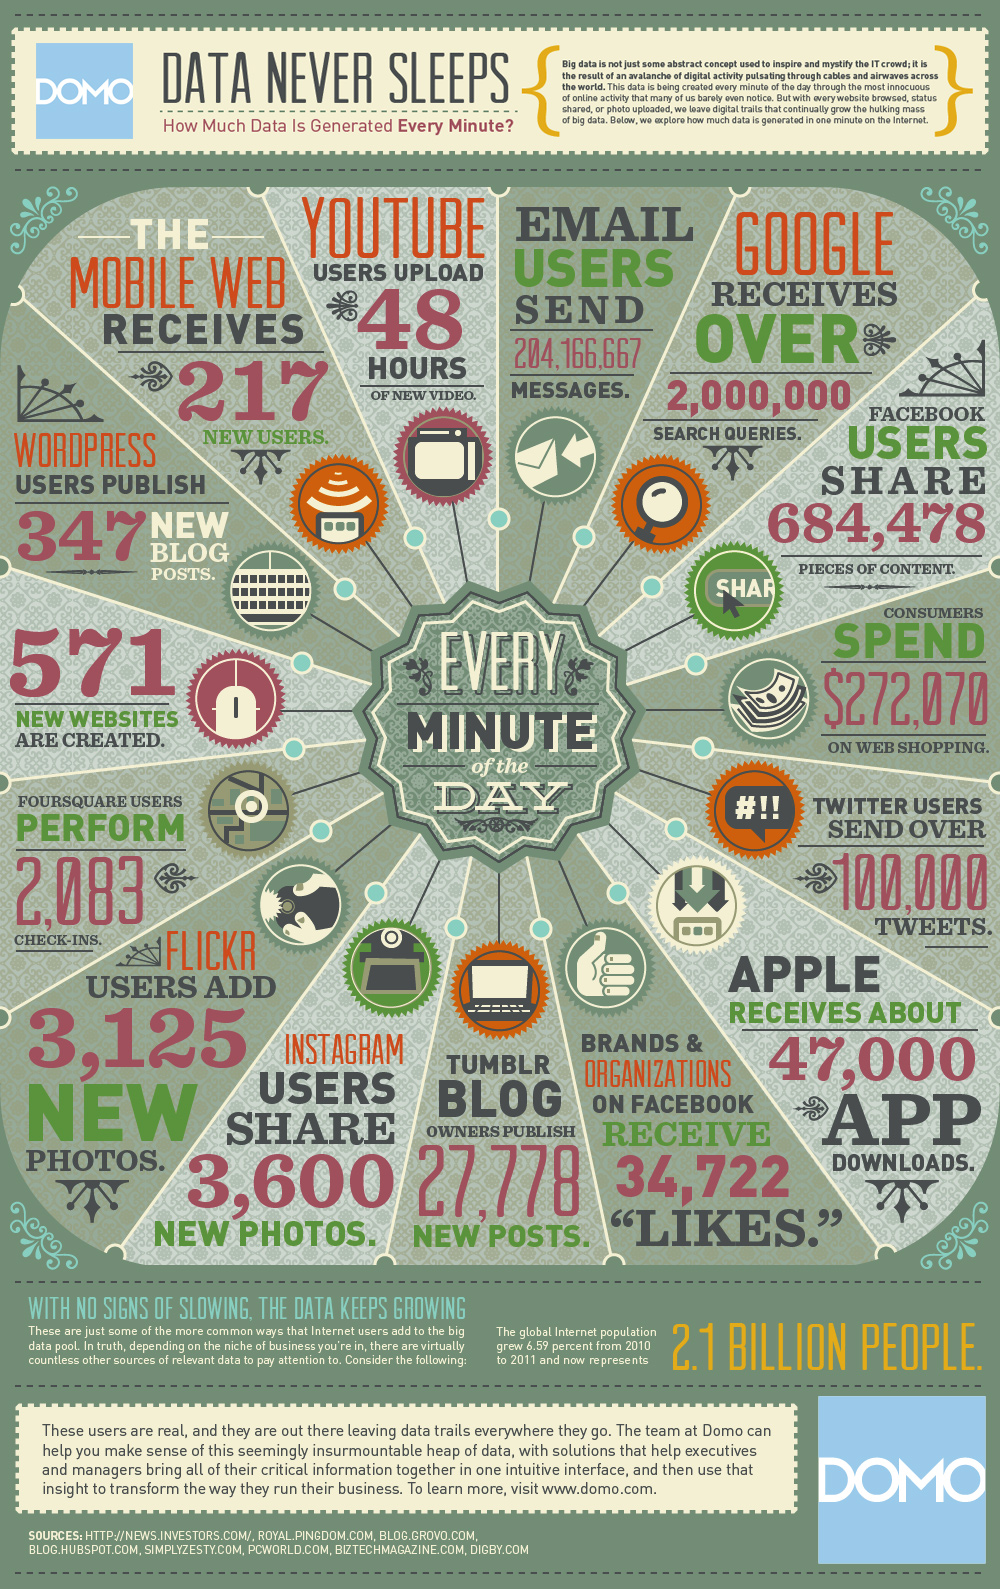 DOMO
DATA NEVER SLEEPS
How Much Data Is Generated Every Minute?
Big data is not just some abstract concept used to inspire and mystify the IT crowd; it is
the result of an avalanche of digital activity pulsating through cables and airwaves across
the world. This data is being created every minute of the day through the most innocuous
of online activity that many of us barely even notice. But with every website browsed, status
shared, or photo uploaded, we leave digital trails that continually grow the hulking mass
of big data. Below, we explore how much data is generated in one minute on the Internet.
THE
MOBILE WEB
RECEIVES
217
NEW USERS.
YOUTUBE
USERS UPLOAD
48
HOURS
OF NEW VIDEO.
EMAIL
USERS
SEND
204,166,667
MESSAGES.
GOOGLE
RECEIVES
OVER
2,000,000
SEARCH QUERIES.
FACEBOOK
USERS
SHARE
684,478
PIECES OF CONTENT.
SHAR
CONSUMERS
SPEND
$272,070
ON WEB SHOPPING.
#!!
TWITTER USERS
SEND OVER
100,000
TWEETS.
APPLE
RECEIVES ABOUT
47,000
APP
DOWNLOADS.
BRANDS &
ORGANIZATIONS
ON FACEBOOK
RECEIVE
34,722
“LIKES.”
TUMBLR
BLOG
OWNERS PUBLISH
27,778
NEW POSTS.
INSTAGRAM
USERS
SHARE
3,600
NEW PHOTOS.
FLICKR
USERS ADD
3,125
NEW
PHOTOS.
FOURSQUARE USERS
PERFORM
2,083
CHECK-INS.
571
NEW WEBSITES
ARE CREATED.
WORDPRESS
USERS PUBLISH
347 NEW
BLOG
POSTS.
EVERY
MINUTE
of the
DAY
WITH NO SIGNS OF SLOWING, THE DATA KEEPS GROWING
These are just some of the more common ways that Internet users add to the big
data pool. In truth, depending on the niche of business you're in, there are virtually
countless other sources of relevant data to pay attention to. Consider the following:
The global Internet population
grew 6.59 percent from 2010
to 2011 and now represents
2.1 BILLION PEOPLE.
These users are real, and they are out there leaving data trails everywhere they go. The team at Domo can
help you make sense of this seemingly insurmountable heap of data, with solutions that help executives
and managers bring all of their critical information together in one intuitive interface, and then use that
insight to transform the way they run their business. To learn more, visit www.domo.com.
DOMO
SOURCES: HTTP://NEWS.INVESTORS.COM/, ROYAL.PINGDOM.COM, BLOG.GROVO.COM,
BLOG.HUBSPOT.COM, SIMPLYZESTY.COM, PCWORLD.COM, BIZTECHMAGAZINE.COM, DIGBY.COM